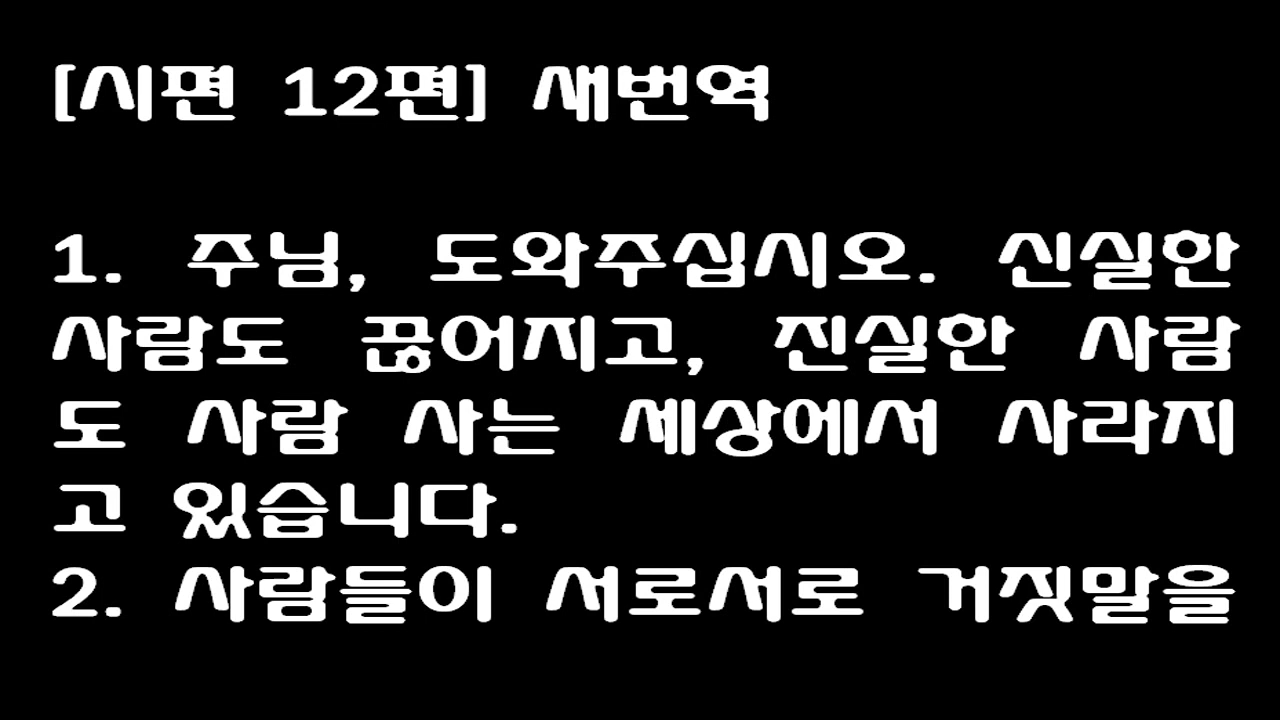 [시편 12편] 새번역
1. 주님, 도와주십시오. 신실한
사람도 끊어지고, 진실한 사람
도 사람 사는 세상에서 사라지
고 있습니다.
2. 사람들이 서로서로 거짓말을